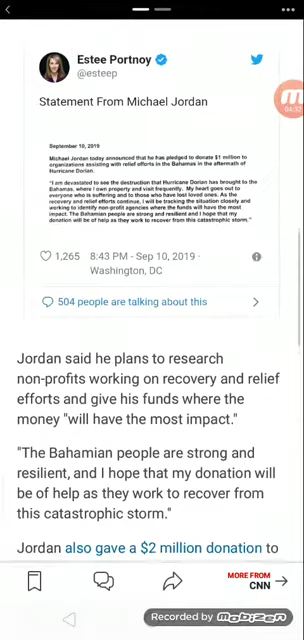 Estee Portnoy
@esteep
Statement From Michael Jordan
September 10, 2019
Michael Jordan today announced that he has pledged to donate $1 million to
organizations assisting with relief efforts in the Bahamas in the aftermath of
Hurricane Dorian.
"I am devastated to see the destruction that Hurricane Dorian has brought to the
Bahamas, where I own property and visit frequently. My heart goes out to
everyone who is suffering and to those who have lost loved ones. As the
recovery and relief efforts continue, I will be tracking the situation closely and
working to identify non-profit agencies where the funds will have the most
impact. The Bahamian people are strong and resilient and I hope that my
donation will be of help as they work to recover from this catastrophic storm."
1,265 8:43 PM - Sep 10, 2019 ·
Washington, DC
504 people are talking about this
Jordan said he plans to research
non-profits working on recovery and relief
efforts and give his funds where the
money "will have the most impact."
"The Bahamian people are strong and
resilient, and I hope that my donation will
be of help as they work to recover from
this catastrophic storm."
Jordan also gave a $2 million donation to
MORE FROM
CNN
Recorded by Mobizen